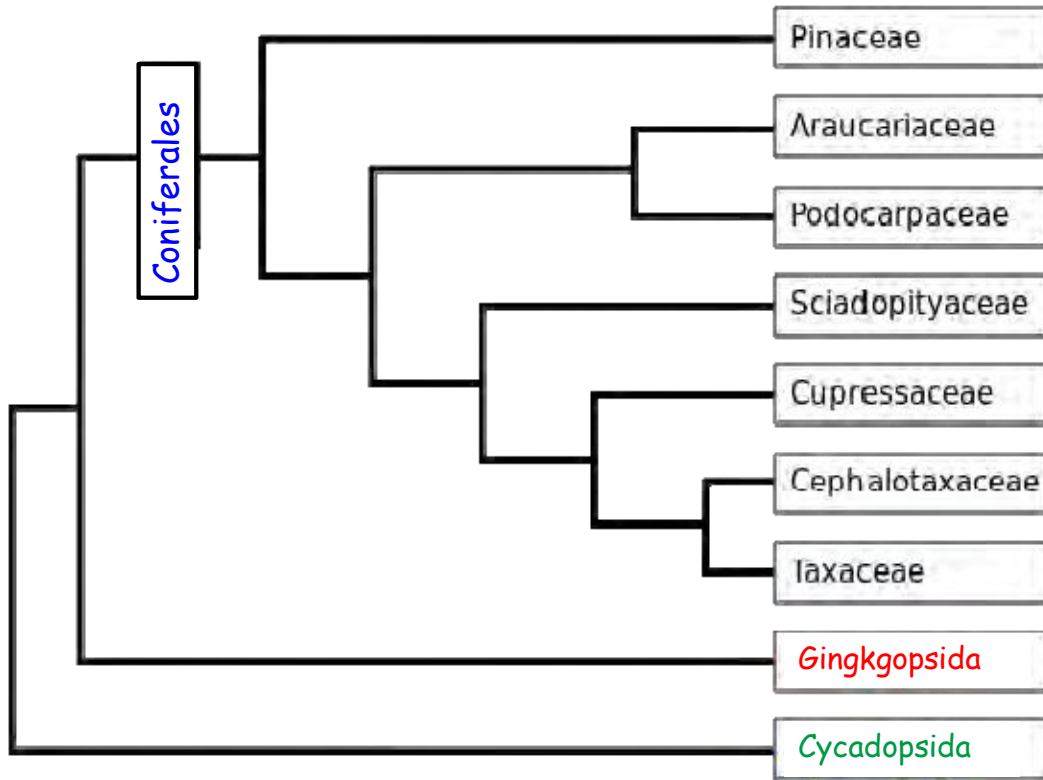 Pinaceae
Araucariaceae
Coniferales
Podocarpaceae
Sciadopityaceae
Cupressaceae
Cephalotaxaceae
Taxaceae
Gingkgopsida
Cycadopsida